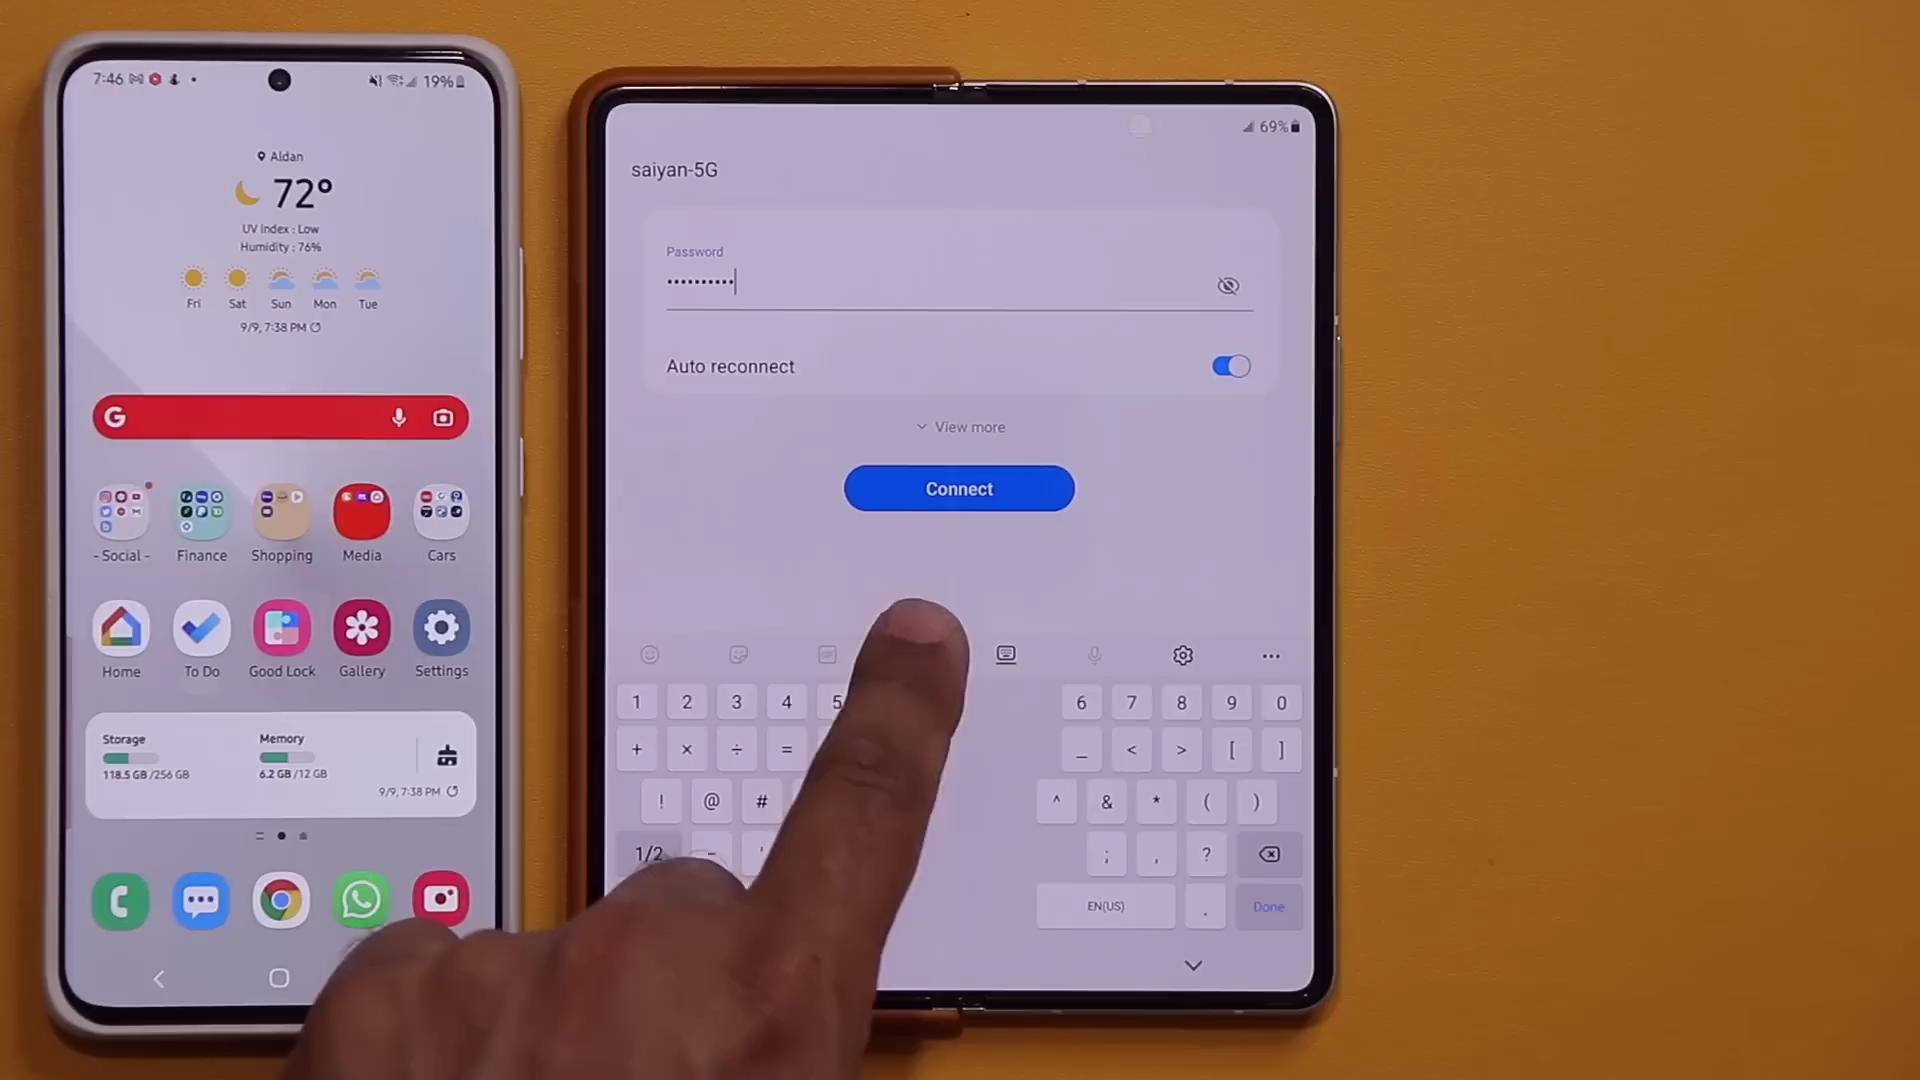 7:46
19%
Aldan
72°
UV Index : Low
Humidity : 76%
Fri Sat Sun Mon Tue
9/9, 7:38 PM
G
- Social - Finance Shopping Media Cars
Home To Do Good Lock Gallery Settings
Storage Memory
118.5 GB /256 GB 6.2 GB /12 GB
9/9, 7:38 PM
69%
saiyan-5G
Password
••••••••••
Auto reconnect
View more
Connect
1 2 3 4 5 6 7 8 9 0
+ × ÷ = _ < > [ ]
! @ # ^ & * ( )
1/2 - ' ; , ?
EN(US) . Done